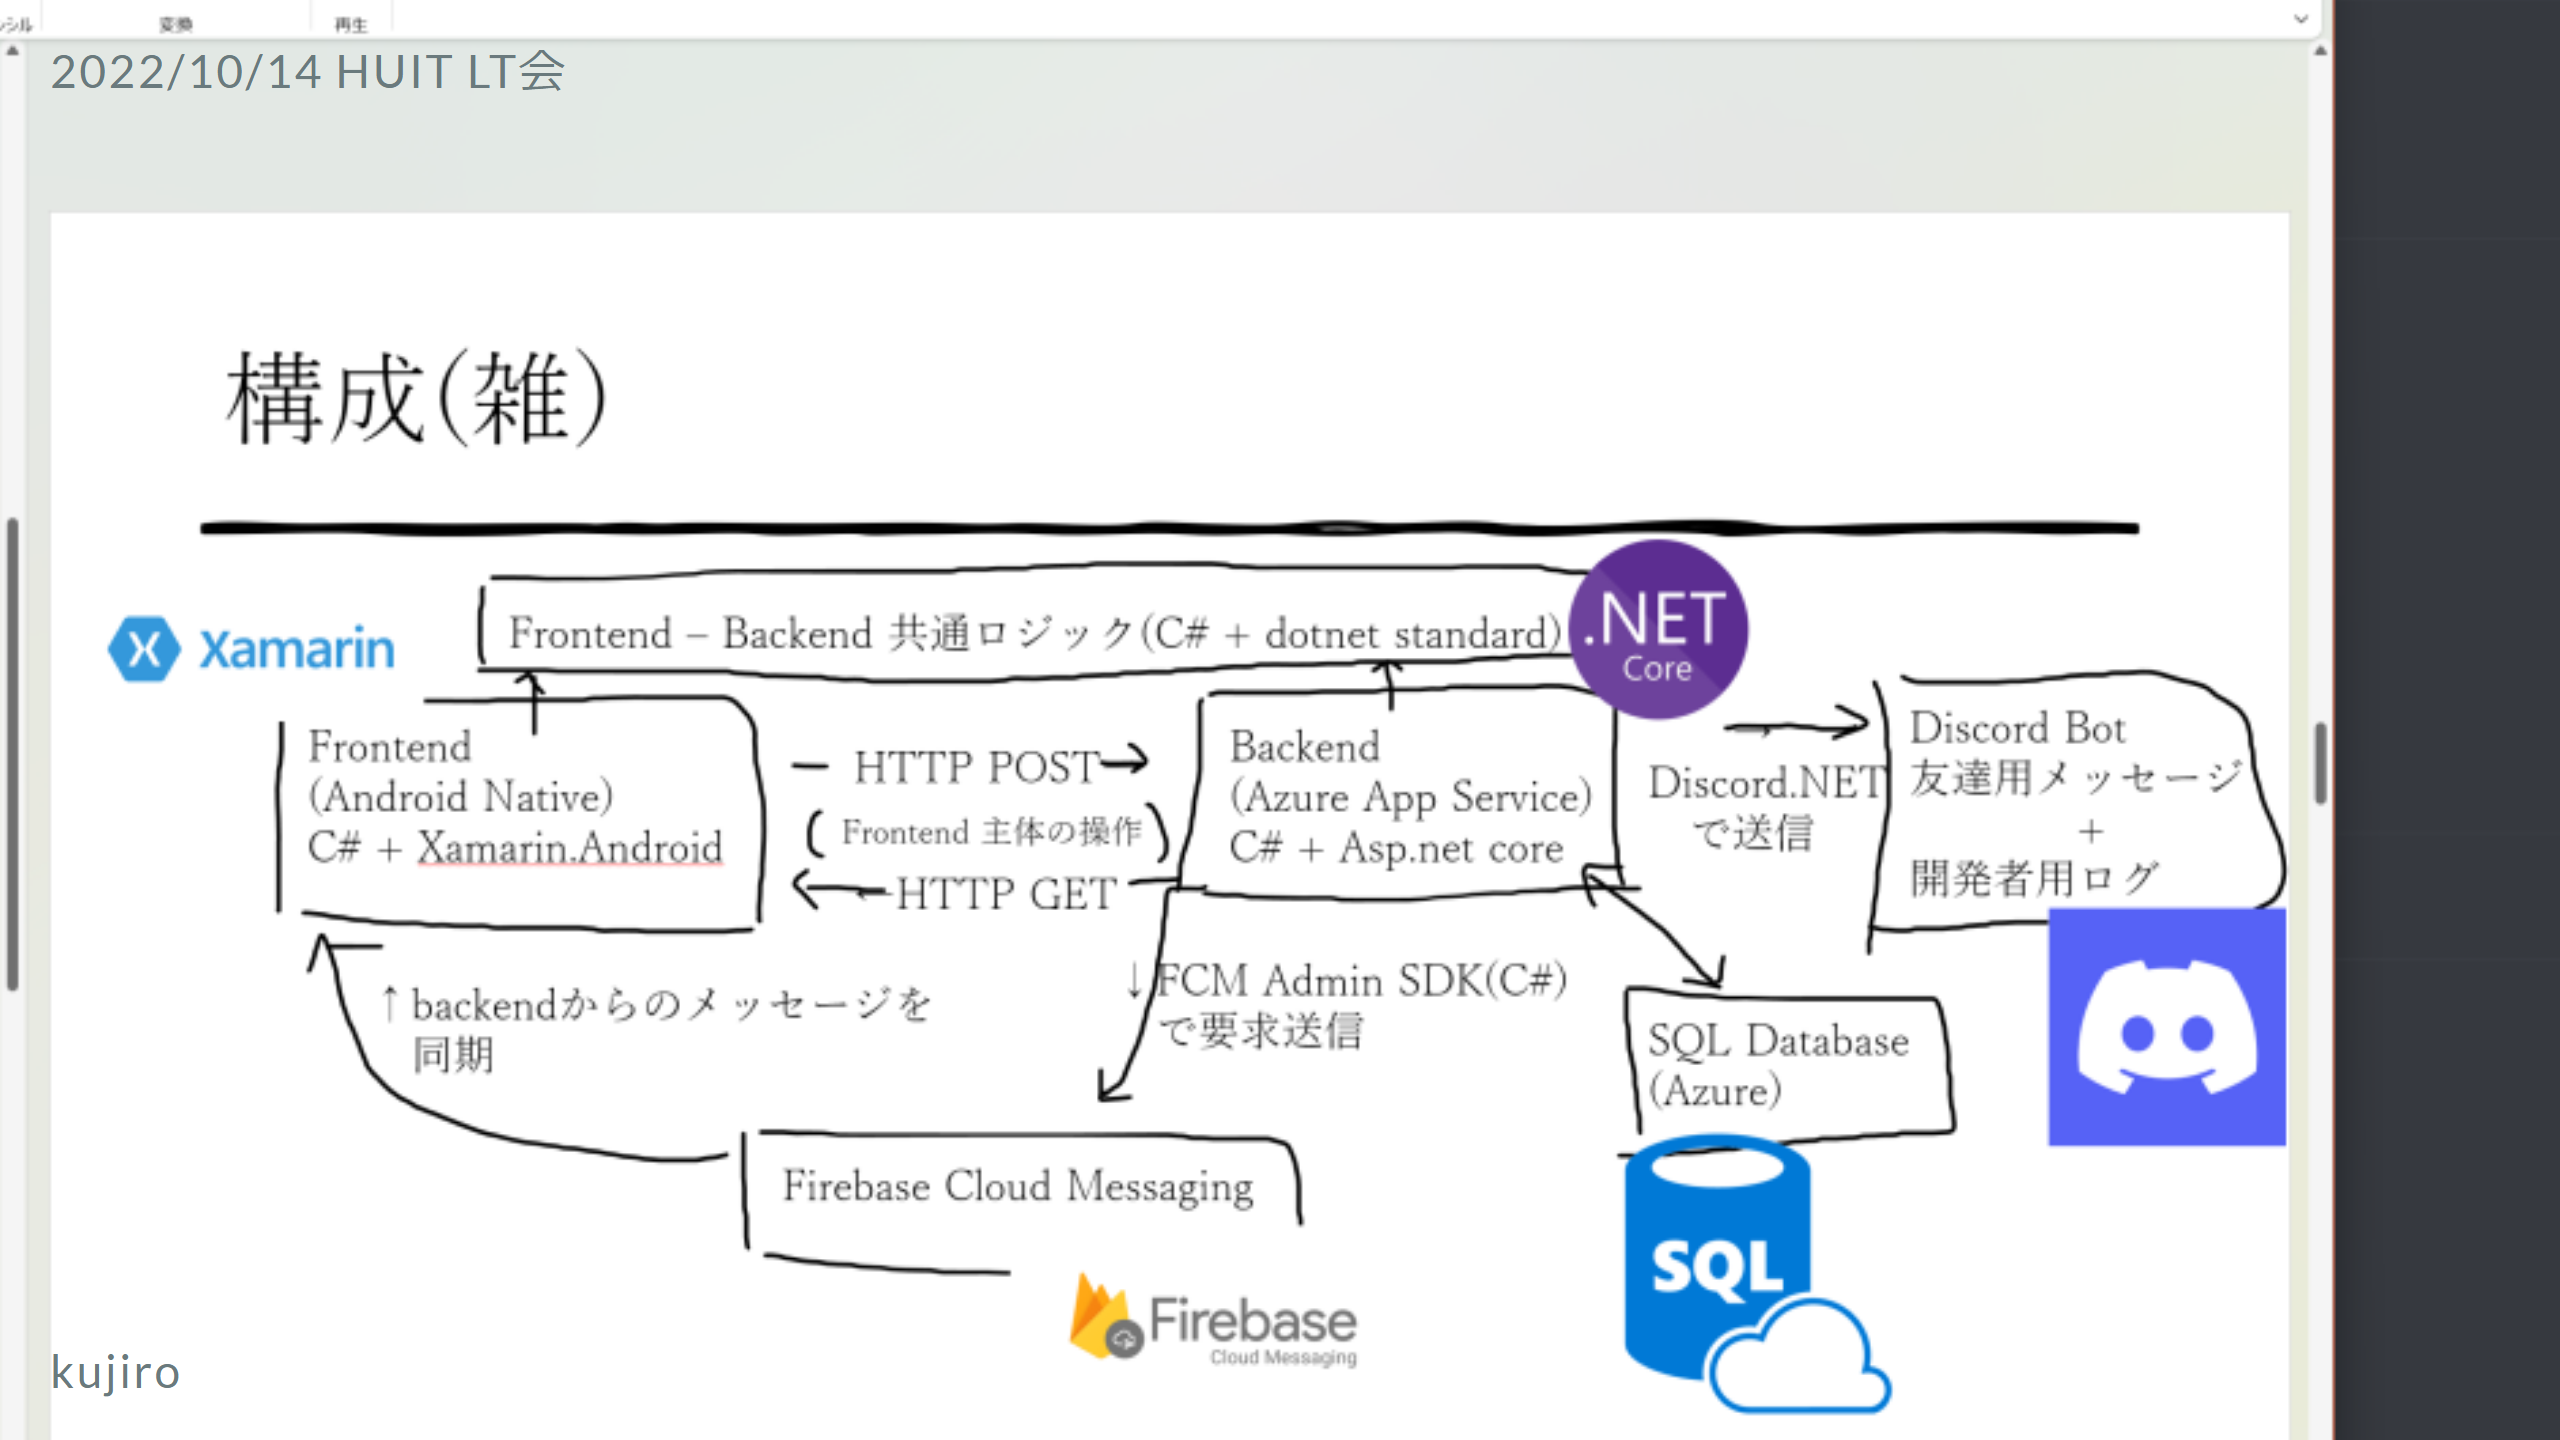 変換
再生
2022/10/14 HUIT LT会
構成(雑)
Xamarin
Frontend – Backend 共通ロジック(C# + dotnet standard)
.NET
Core
Frontend
(Android Native)
C# + Xamarin.Android
HTTP POST
Frontend 主体の操作
←HTTP GET
Backend
(Azure App Service)
C# + Asp.net core
Discord.NET
で送信
Discord Bot
友達用メッセージ
+
開発者用ログ
↑backendからのメッセージを
同期
↓FCM Admin SDK(C#)
で要求送信
SQL Database
(Azure)
Firebase Cloud Messaging
Firebase
Cloud Messaging
SQL
kujiro